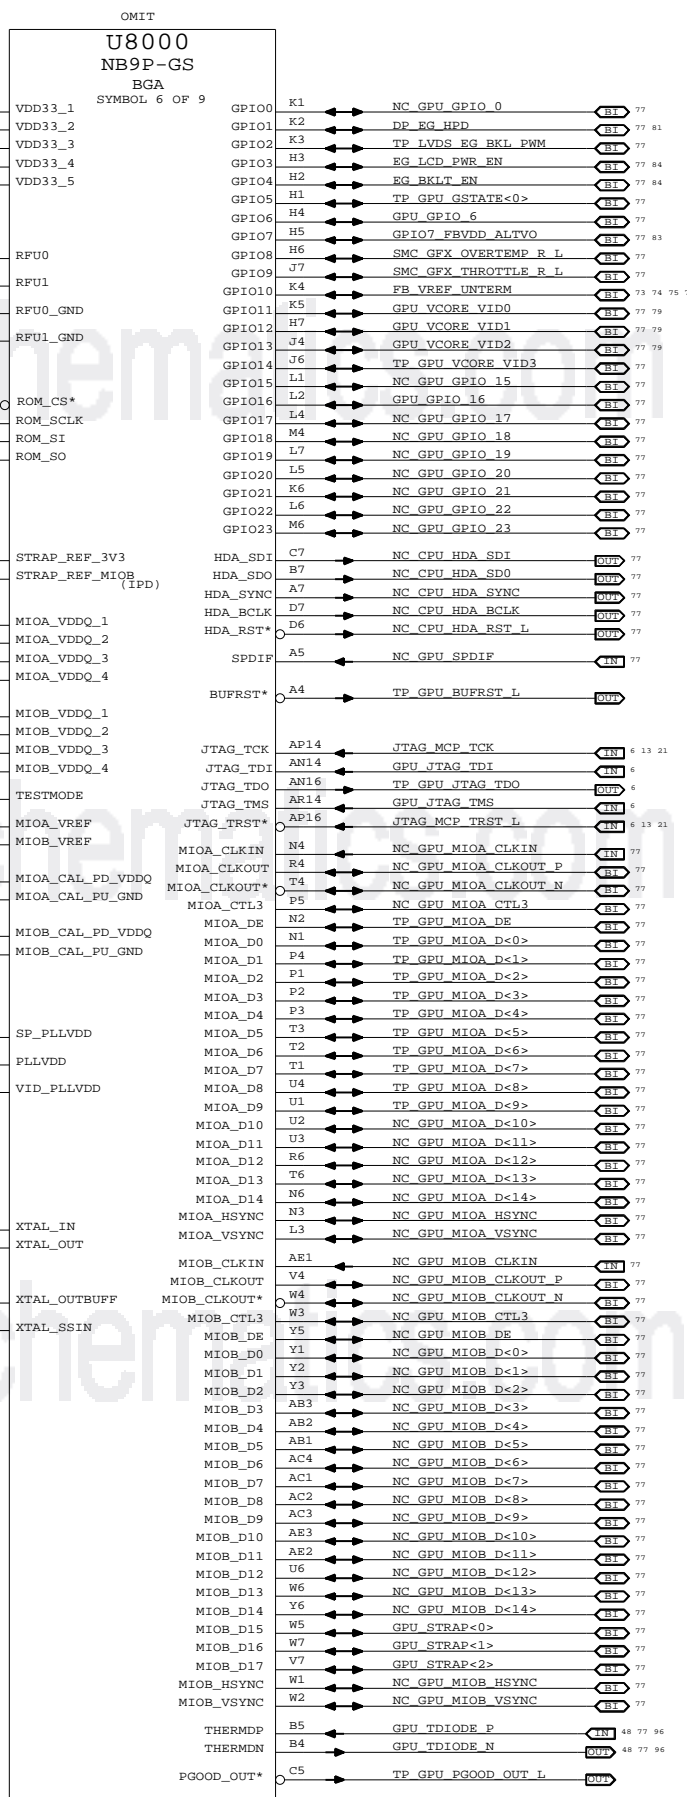 OMIT
U8000
NB9P-GS
BGA
SYMBOL 6 OF 9
VDD33_1 GPIO0 K1 NC_GPU_GPIO_0 BI 77
VDD33_2 GPIO1 K2 DP_EG_HPD BI 77 81
VDD33_3 GPIO2 K3 TP_LVDS_EG_BKL_PWM BI 77
VDD33_4 GPIO3 H3 EG_LCD_PWR_EN BI 77 84
VDD33_5 GPIO4 H2 EG_BKLT_EN BI 77 84
GPIO5 H1 TP_GPU_GSTATE<0> BI 77
GPIO6 H4 GPU_GPIO_6 BI 77
GPIO7 H5 GPIO7_FBVDD_ALTVO BI 77 83
RFU0 GPIO8 H6 SMC_GFX_OVERTEMP_R_L BI 77
GPIO9 J7 SMC_GFX_THROTTLE_R_L BI 77
RFU1 GPIO10 K4 FB_VREF_UNTERM BI 73 74 75 7
RFU0_GND GPIO11 K5 GPU_VCORE_VID0 BI 77 79
GPIO12 H7 GPU_VCORE_VID1 BI 77 79
RFU1_GND GPIO13 J4 GPU_VCORE_VID2 BI 77 79
GPIO14 J6 TP_GPU_VCORE_VID3 BI 77
GPIO15 L1 NC_GPU_GPIO_15 BI 77
ROM_CS* GPIO16 L2 GPU_GPIO_16 BI 77
ROM_SCLK GPIO17 L4 NC_GPU_GPIO_17 BI 77
ROM_SI GPIO18 M4 NC_GPU_GPIO_18 BI 77
ROM_SO GPIO19 L7 NC_GPU_GPIO_19 BI 77
GPIO20 L5 NC_GPU_GPIO_20 BI 77
GPIO21 K6 NC_GPU_GPIO_21 BI 77
GPIO22 L6 NC_GPU_GPIO_22 BI 77
GPIO23 M6 NC_GPU_GPIO_23 BI 77
STRAP_REF_3V3 HDA_SDI C7 NC_CPU_HDA_SDI OUT 77
STRAP_REF_MIOB HDA_SDO B7 NC_CPU_HDA_SD0 OUT 77
(IPD) HDA_SYNC A7 NC_CPU_HDA_SYNC OUT 77
HDA_BCLK D7 NC_CPU_HDA_BCLK OUT 77
MIOA_VDDQ_1 HDA_RST* D6 NC_CPU_HDA_RST_L OUT 77
MIOA_VDDQ_2
MIOA_VDDQ_3 SPDIF A5 NC_GPU_SPDIF IN 77
MIOA_VDDQ_4
BUFRST* A4 TP_GPU_BUFRST_L OUT
MIOB_VDDQ_1
MIOB_VDDQ_2
MIOB_VDDQ_3 JTAG_TCK AP14 JTAG_MCP_TCK IN 6 13 21
MIOB_VDDQ_4 JTAG_TDI AN14 GPU_JTAG_TDI IN 6
JTAG_TDO AN16 TP_GPU_JTAG_TDO OUT 6
TESTMODE JTAG_TMS AR14 GPU_JTAG_TMS IN 6
MIOA_VREF JTAG_TRST* AP16 JTAG_MCP_TRST_L IN 6 13 21
MIOB_VREF MIOA_CLKIN N4 NC_GPU_MIOA_CLKIN IN 77
MIOA_CLKOUT R4 NC_GPU_MIOA_CLKOUT_P BI 77
MIOA_CAL_PD_VDDQ MIOA_CLKOUT* T4 NC_GPU_MIOA_CLKOUT_N BI 77
MIOA_CAL_PU_GND MIOA_CTL3 P5 NC_GPU_MIOA_CTL3 BI 77
MIOB_CAL_PD_VDDQ MIOA_DE N2 TP_GPU_MIOA_DE BI 77
MIOB_CAL_PU_GND MIOA_D0 N1 TP_GPU_MIOA_D<0> BI 77
MIOA_D1 P4 TP_GPU_MIOA_D<1> BI 77
MIOA_D2 P1 TP_GPU_MIOA_D<2> BI 77
MIOA_D3 P2 TP_GPU_MIOA_D<3> BI 77
MIOA_D4 P3 TP_GPU_MIOA_D<4> BI 77
SP_PLLVDD MIOA_D5 T3 TP_GPU_MIOA_D<5> BI 77
MIOA_D6 T2 TP_GPU_MIOA_D<6> BI 77
PLLVDD MIOA_D7 T1 TP_GPU_MIOA_D<7> BI 77
VID_PLLVDD MIOA_D8 U4 TP_GPU_MIOA_D<8> BI 77
MIOA_D9 U1 TP_GPU_MIOA_D<9> BI 77
MIOA_D10 U2 NC_GPU_MIOA_D<10> BI 77
MIOA_D11 U3 NC_GPU_MIOA_D<11> BI 77
MIOA_D12 R6 NC_GPU_MIOA_D<12> BI 77
MIOA_D13 T6 NC_GPU_MIOA_D<13> BI 77
MIOA_D14 N6 NC_GPU_MIOA_D<14> BI 77
XTAL_IN MIOA_HSYNC N3 NC_GPU_MIOA_HSYNC BI 77
XTAL_OUT MIOA_VSYNC L3 NC_GPU_MIOA_VSYNC BI 77
MIOB_CLKIN AE1 NC_GPU_MIOB_CLKIN IN 77
MIOB_CLKOUT V4 NC_GPU_MIOB_CLKOUT_P BI 77
XTAL_OUTBUFF MIOB_CLKOUT* W4 NC_GPU_MIOB_CLKOUT_N BI 77
XTAL_SSIN MIOB_CTL3 W3 NC_GPU_MIOB_CTL3 BI 77
MIOB_DE Y5 NC_GPU_MIOB_DE BI 77
MIOB_D0 Y1 NC_GPU_MIOB_D<0> BI 77
MIOB_D1 Y2 NC_GPU_MIOB_D<1> BI 77
MIOB_D2 Y3 NC_GPU_MIOB_D<2> BI 77
MIOB_D3 AB3 NC_GPU_MIOB_D<3> BI 77
MIOB_D4 AB2 NC_GPU_MIOB_D<4> BI 77
MIOB_D5 AB1 NC_GPU_MIOB_D<5> BI 77
MIOB_D6 AC4 NC_GPU_MIOB_D<6> BI 77
MIOB_D7 AC1 NC_GPU_MIOB_D<7> BI 77
MIOB_D8 AC2 NC_GPU_MIOB_D<8> BI 77
MIOB_D9 AC3 NC_GPU_MIOB_D<9> BI 77
MIOB_D10 AE3 NC_GPU_MIOB_D<10> BI 77
MIOB_D11 AE2 NC_GPU_MIOB_D<11> BI 77
MIOB_D12 U6 NC_GPU_MIOB_D<12> BI 77
MIOB_D13 W6 NC_GPU_MIOB_D<13> BI 77
MIOB_D14 Y6 NC_GPU_MIOB_D<14> BI 77
MIOB_D15 W5 GPU_STRAP<0> BI 77
MIOB_D16 W7 GPU_STRAP<1> BI 77
MIOB_D17 V7 GPU_STRAP<2> BI 77
MIOB_HSYNC W1 NC_GPU_MIOB_HSYNC BI 77
MIOB_VSYNC W2 NC_GPU_MIOB_VSYNC BI 77
THERMDP B5 GPU_TDIODE_P IN 48 77 96
THERMDN B4 GPU_TDIODE_N OUT 48 77 96
PGOOD_OUT* C5 TP_GPU_PGOOD_OUT_L OUT
hematics.com
chematics.com
chematics.com